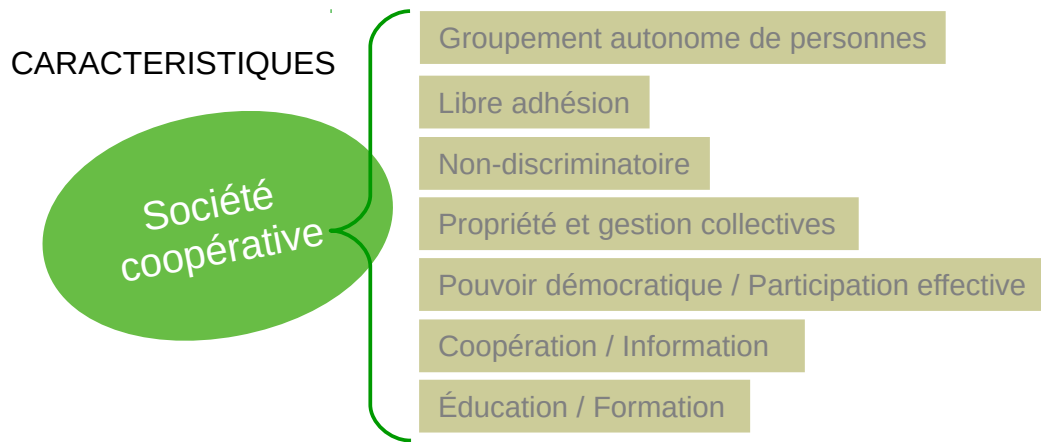 CARACTERISTIQUES
Société
coopérative
Groupement autonome de personnes
Libre adhésion
Non-discriminatoire
Propriété et gestion collectives
Pouvoir démocratique / Participation effective
Coopération / Information
Éducation / Formation